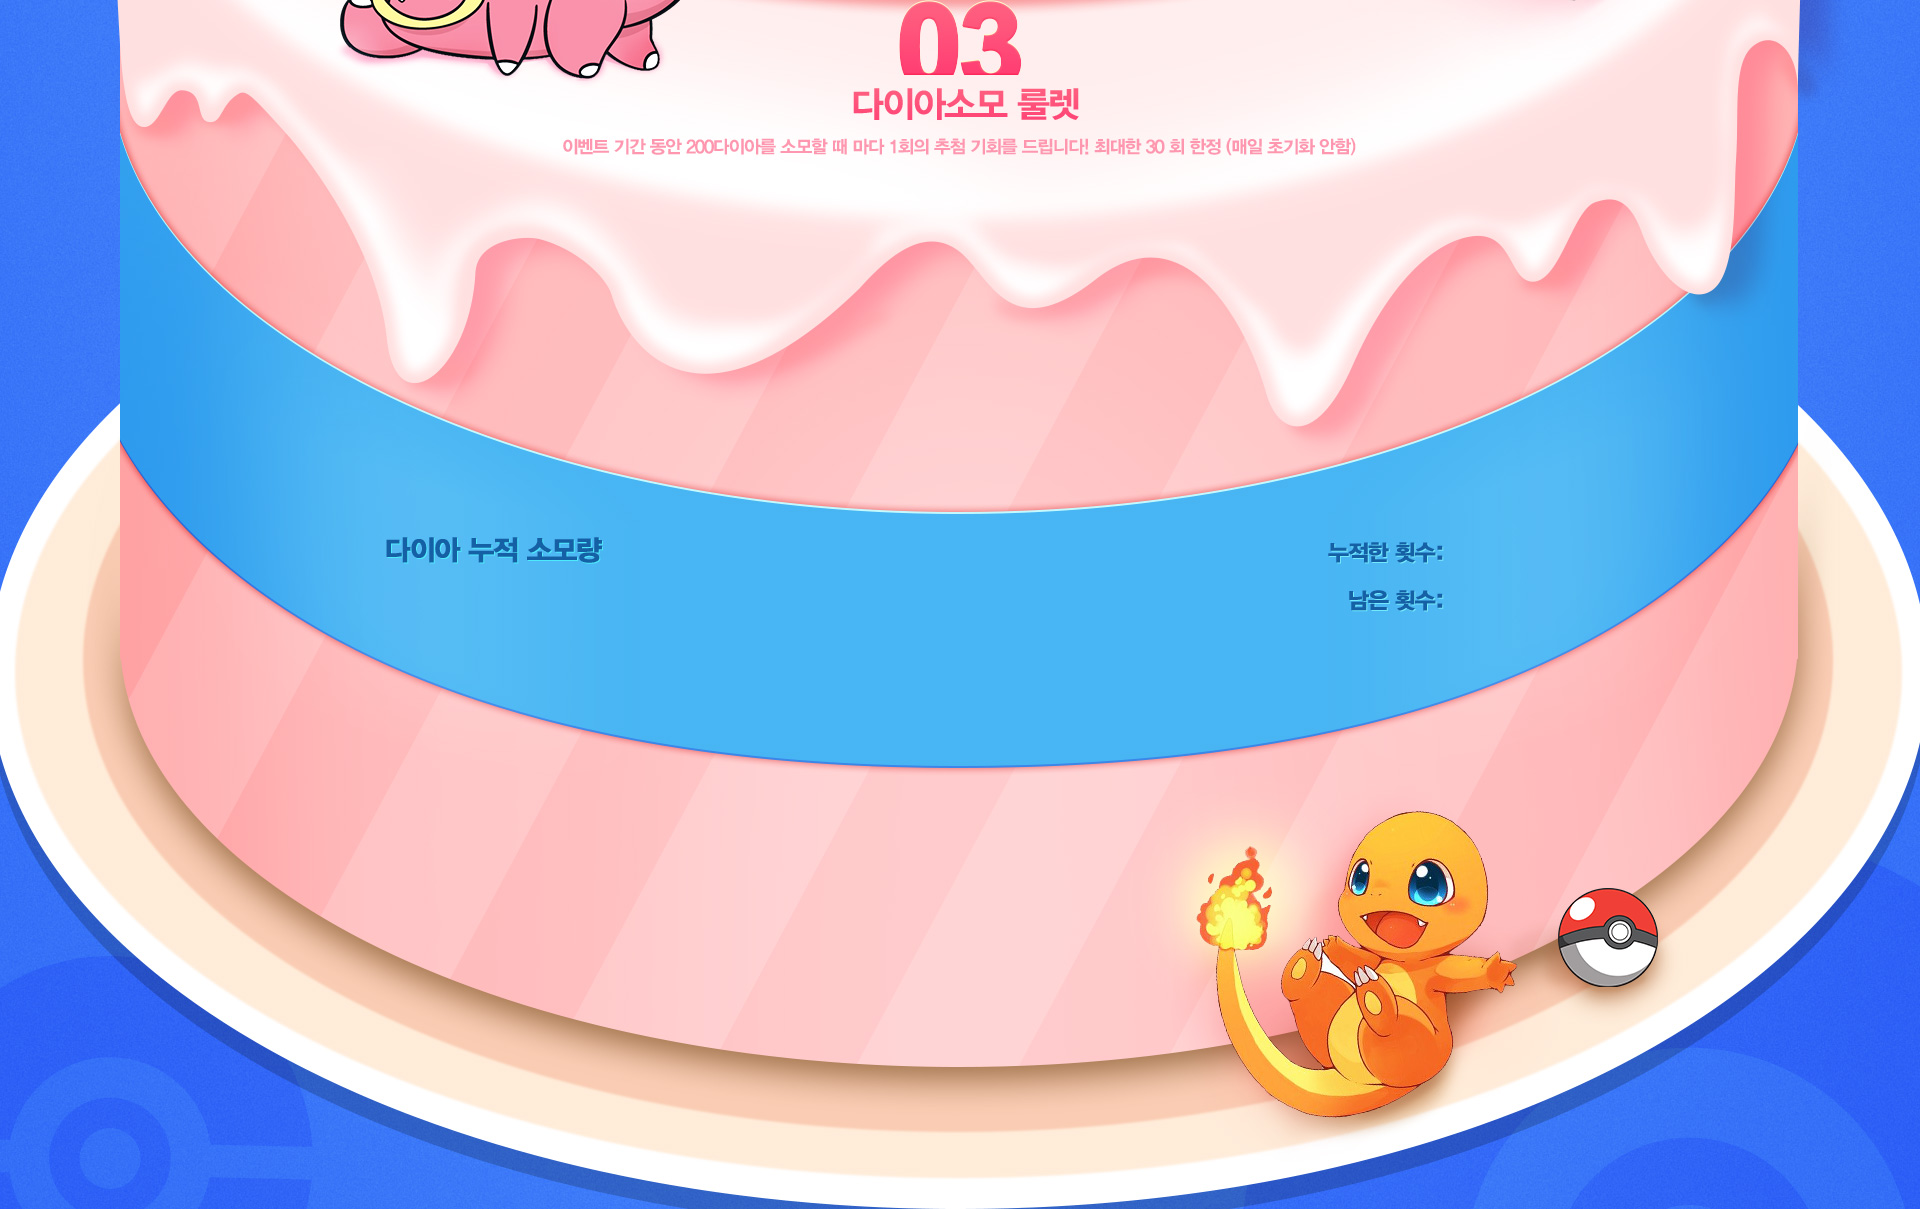 03
다이아소모 룰렛
이벤트 기간 동안 200다이아를 소모할 때 마다 1회의 추첨 기회를 드립니다! 최대한 30 회 한정 (매일 초기화 안함)
다이아 누적 소모량
누적한 횟수:
남은 횟수: